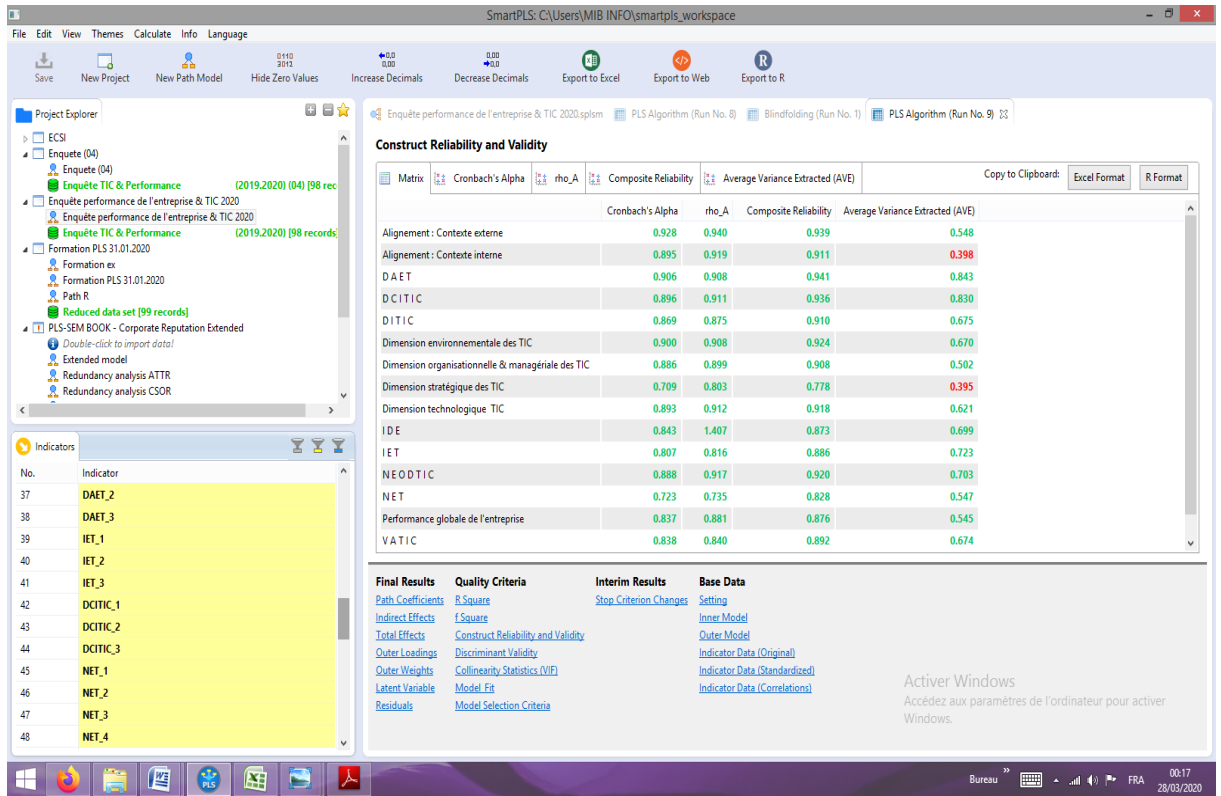 SmartPLS: C:\Users\MIB INFO\smartpls_workspace
File Edit View Themes Calculate Info Language
Save New Project New Path Model Hide Zero Values Increase Decimals Decrease Decimals Export to Excel Export to Web Export to R
Project Explorer
ECSI
Enquete (04)
Enquete (04)
Enquête TIC & Performance (2019.2020) (04) [98 rec
Enquête performance de l'entreprise & TIC 2020
Enquête performance de l'entreprise & TIC 2020
Enquête TIC & Performance (2019.2020) [98 records]
Formation PLS 31.01.2020
Formation ex
Formation PLS 31.01.2020
Path R
Reduced data set [99 records]
PLS-SEM BOOK - Corporate Reputation Extended
Double-click to import data!
Extended model
Redundancy analysis ATTR
Redundancy analysis CSOR
Indicators
No. Indicator
37 DAET_2
38 DAET_3
39 IET_1
40 IET_2
41 IET_3
42 DCITIC_1
43 DCITIC_2
44 DCITIC_3
45 NET_1
46 NET_2
47 NET_3
48 NET_4
Enquête performance de l'entreprise & TIC 2020.splsm PLS Algorithm (Run No. 8) Blindfolding (Run No. 1) PLS Algorithm (Run No. 9)
Construct Reliability and Validity
Matrix Cronbach's Alpha rho_A Composite Reliability Average Variance Extracted (AVE) Copy to Clipboard: Excel Format R Format
Cronbach's Alpha rho_A Composite Reliability Average Variance Extracted (AVE)
Alignement : Contexte externe 0.928 0.940 0.939 0.548
Alignement : Contexte interne 0.895 0.919 0.911 0.398
D A E T 0.906 0.908 0.941 0.843
D C I T I C 0.896 0.911 0.936 0.830
D I T I C 0.869 0.875 0.910 0.675
Dimension environnementale des TIC 0.900 0.908 0.924 0.670
Dimension organisationnelle & managériale des TIC 0.886 0.899 0.908 0.502
Dimension stratégique des TIC 0.709 0.803 0.778 0.395
Dimension technologique TIC 0.893 0.912 0.918 0.621
I D E 0.843 1.407 0.873 0.699
I E T 0.807 0.816 0.886 0.723
N E O D T I C 0.888 0.917 0.920 0.703
N E T 0.723 0.735 0.828 0.547
Performance globale de l'entreprise 0.837 0.881 0.876 0.545
V A T I C 0.838 0.840 0.892 0.674
Final Results Quality Criteria Interim Results Base Data
Path Coefficients R Square Stop Criterion Changes Setting
Indirect Effects f Square Inner Model
Total Effects Construct Reliability and Validity Outer Model
Outer Loadings Discriminant Validity Indicator Data (Original)
Outer Weights Collinearity Statistics (VIF) Indicator Data (Standardized)
Latent Variable Model Fit Indicator Data (Correlations)
Residuals Model Selection Criteria
Activer Windows
Accédez aux paramètres de l'ordinateur pour activer
Windows.
Bureau FRA 00:17
28/03/2020